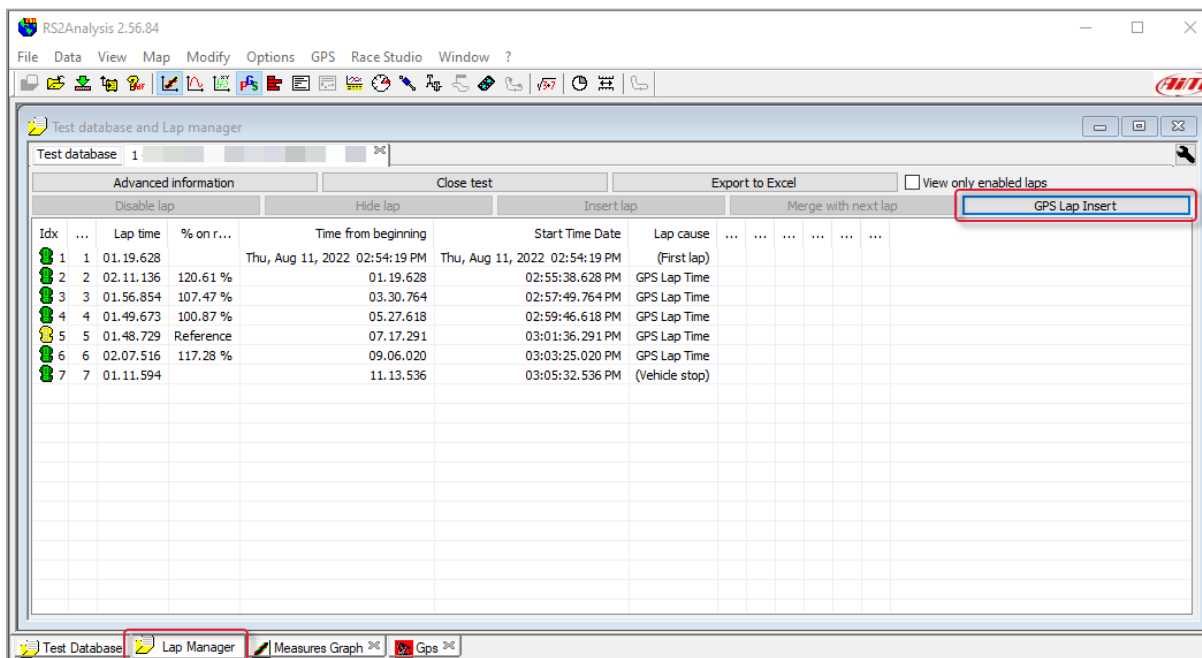 RS2Analysis 2.56.84
File Data View Map Modify Options GPS Race Studio Window ?
Test database and Lap manager
Test database 1
Advanced information Close test Export to Excel View only enabled laps
Disable lap Hide lap Insert lap Merge with next lap GPS Lap Insert
Idx ... Lap time % on r... Time from beginning Start Time Date Lap cause ... ... ... ... ... ...
1 1 01.19.628 Thu, Aug 11, 2022 02:54:19 PM Thu, Aug 11, 2022 02:54:19 PM (First lap)
2 2 02.11.136 120.61 % 01.19.628 02:55:38.628 PM GPS Lap Time
3 3 01.56.854 107.47 % 03.30.764 02:57:49.764 PM GPS Lap Time
4 4 01.49.673 100.87 % 05.27.618 02:59:46.618 PM GPS Lap Time
5 5 01.48.729 Reference 07.17.291 03:01:36.291 PM GPS Lap Time
6 6 02.07.516 117.28 % 09.06.020 03:03:25.020 PM GPS Lap Time
7 7 01.11.594 11.13.536 03:05:32.536 PM (Vehicle stop)
Test Database Lap Manager Measures Graph Gps